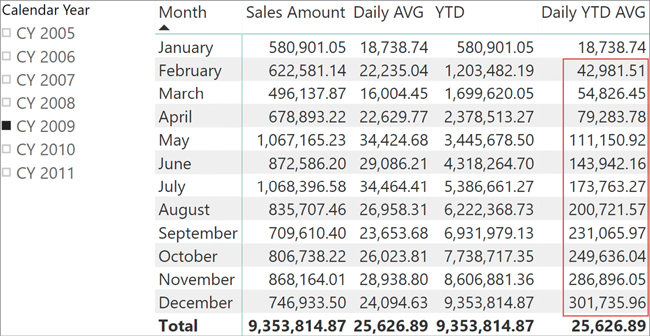 Calendar Year
CY 2005
CY 2006
CY 2007
CY 2008
CY 2009
CY 2010
CY 2011
Month Sales Amount Daily AVG YTD Daily YTD AVG
January 580,901.05 18,738.74 580,901.05 18,738.74
February 622,581.14 22,235.04 1,203,482.19 42,981.51
March 496,137.87 16,004.45 1,699,620.05 54,826.45
April 678,893.22 22,629.77 2,378,513.27 79,283.78
May 1,067,165.23 34,424.68 3,445,678.50 111,150.92
June 872,586.20 29,086.21 4,318,264.70 143,942.16
July 1,068,396.58 34,464.41 5,386,661.27 173,763.27
August 835,707.46 26,958.31 6,222,368.73 200,721.57
September 709,610.40 23,653.68 6,931,979.13 231,065.97
October 806,738.22 26,023.81 7,738,717.35 249,636.04
November 868,164.01 28,938.80 8,606,881.36 286,896.05
December 746,933.50 24,094.63 9,353,814.87 301,735.96
Total 9,353,814.87 25,626.89 9,353,814.87 25,626.89